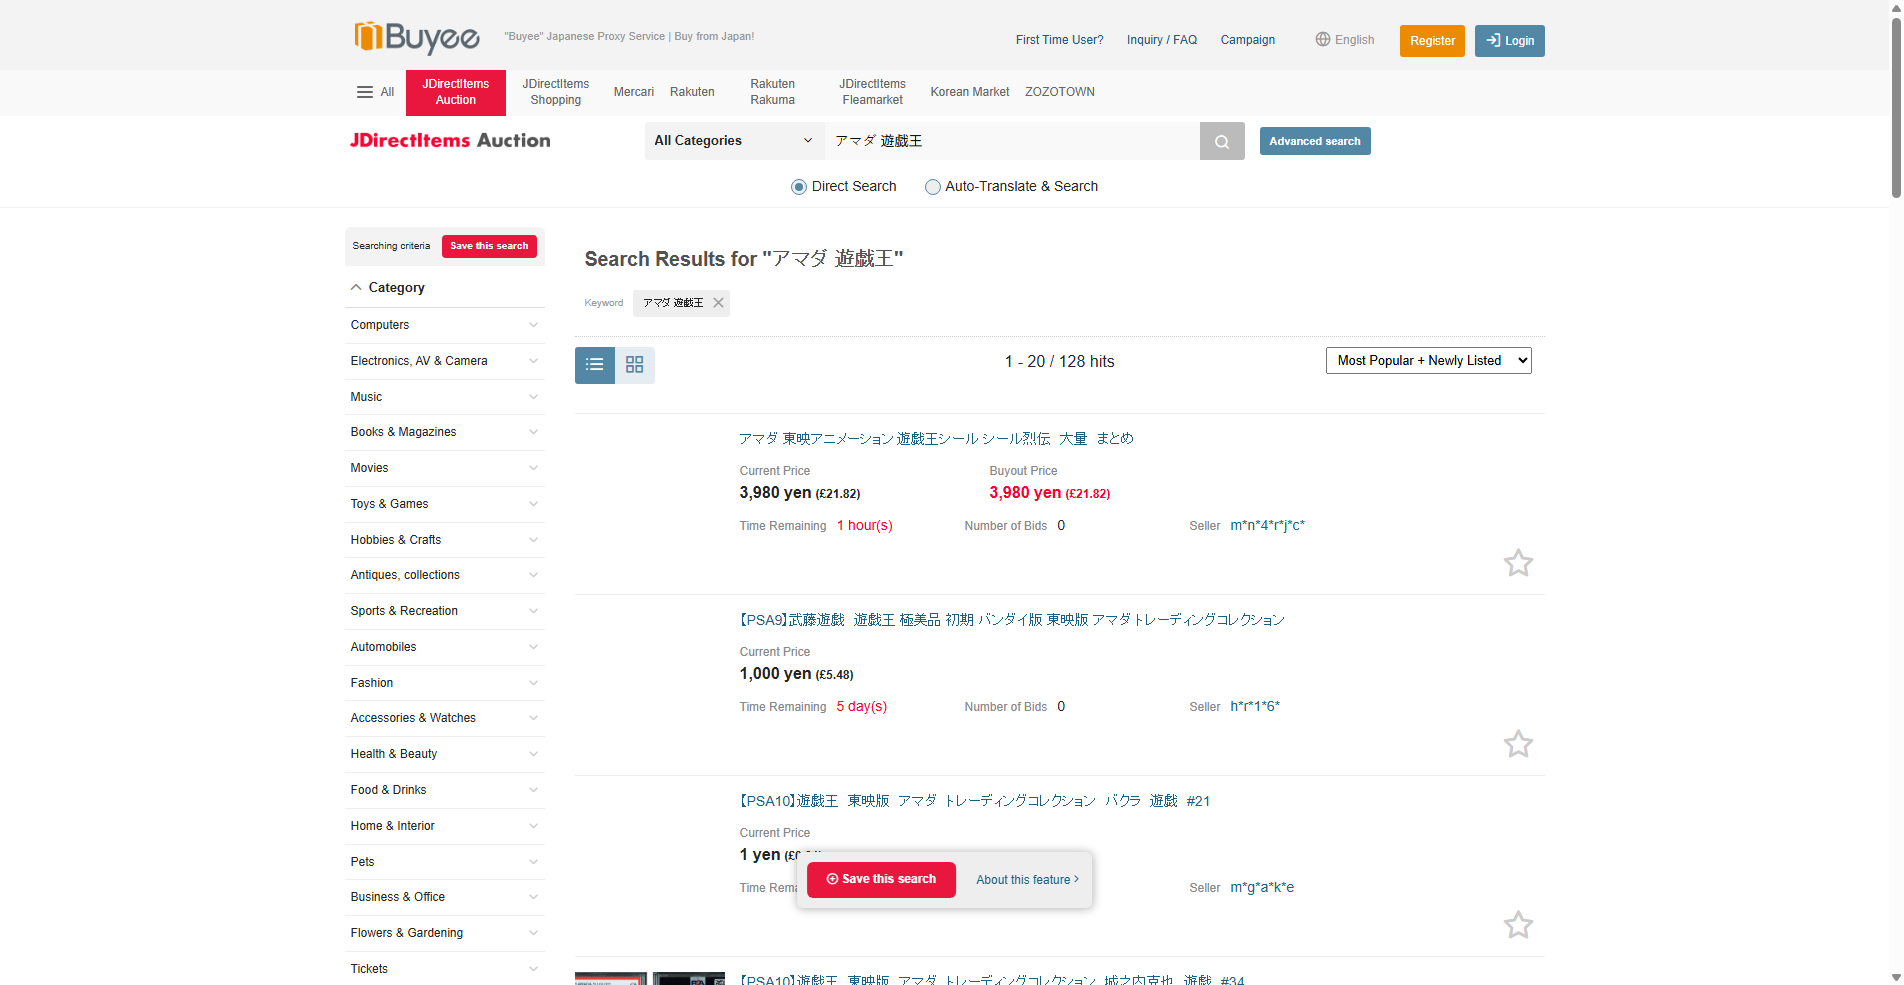 Buyee
"Buyee" Japanese Proxy Service | Buy from Japan!
First Time User?
Inquiry / FAQ
Campaign
English
Register
Login
All
JDirectItems Auction
JDirectItems Shopping
Mercari
Rakuten
Rakuten Rakuma
JDirectItems Fleamarket
Korean Market
ZOZOTOWN
JDirectItems Auction
All Categories
アマダ 遊戯王
Advanced search
Direct Search
Auto-Translate & Search
Searching criteria
Save this search
Category
Computers
Electronics, AV & Camera
Music
Books & Magazines
Movies
Toys & Games
Hobbies & Crafts
Antiques, collections
Sports & Recreation
Automobiles
Fashion
Accessories & Watches
Health & Beauty
Food & Drinks
Home & Interior
Pets
Business & Office
Flowers & Gardening
Tickets
Search Results for "アマダ 遊戯王"
Keyword アマダ 遊戯王
1 - 20 / 128 hits
Most Popular + Newly Listed
アマダ 東映アニメーション 遊戯王シール シール烈伝　大量　まとめ
Current Price
3,980 yen (£21.82)
Buyout Price
3,980 yen (£21.82)
Time Remaining 1 hour(s)
Number of Bids 0
Seller m*n*4*r*j*c*
【PSA9】武藤遊戯　遊戯王 極美品 初期 バンダイ版 東映版 アマダトレーディングコレクション
Current Price
1,000 yen (£5.48)
Time Remaining 5 day(s)
Number of Bids 0
Seller h*r*1*6*
【PSA10】遊戯王　東映版　アマダ　トレーディングコレクション　バクラ　遊戯　#21
Current Price
1 yen
Time
Seller m*g*a*k*e
Save this search
About this feature
【PSA10】遊戯王　東映版　アマダ　トレーディングコレクション　城之内克也　遊戯　#34